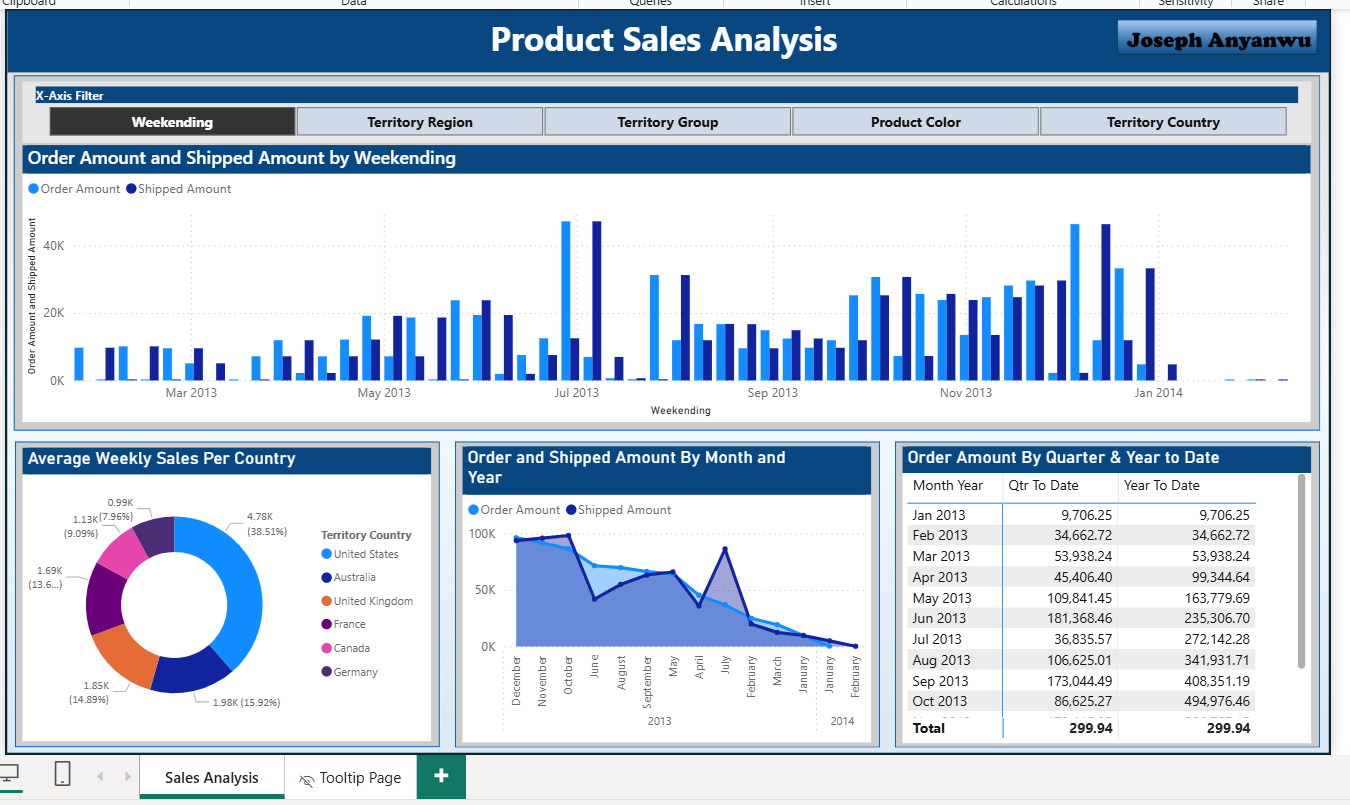 Clipboard
Data
Queries
Insert
Calculations
Sensitivity
Share
Product Sales Analysis
Joseph Anyanwu
X-Axis Filter
Weekending
Territory Region
Territory Group
Product Color
Territory Country
Order Amount and Shipped Amount by Weekending
Order Amount Shipped Amount
Order Amount and Shipped Amount
40K
20K
0K
Mar 2013
May 2013
Jul 2013
Sep 2013
Nov 2013
Jan 2014
Weekending
Average Weekly Sales Per Country
0.99K
(7.96%)
1.13K
(9.09%)
1.69K
(13.6...)
1.85K
(14.89%)
1.98K (15.92%)
4.78K
(38.51%)
Territory Country
United States
Australia
United Kingdom
France
Canada
Germany
Order and Shipped Amount By Month and
Year
Order Amount Shipped Amount
100K
50K
0K
December
November
October
June
August
September
May
April
July
February
March
January
January
February
2013
2014
Order Amount By Quarter & Year to Date
Month Year Qtr To Date Year To Date
Jan 2013 9,706.25 9,706.25
Feb 2013 34,662.72 34,662.72
Mar 2013 53,938.24 53,938.24
Apr 2013 45,406.40 99,344.64
May 2013 109,841.45 163,779.69
Jun 2013 181,368.46 235,306.70
Jul 2013 36,835.57 272,142.28
Aug 2013 106,625.01 341,931.71
Sep 2013 173,044.49 408,351.19
Oct 2013 86,625.27 494,976.46
Total 299.94 299.94
Sales Analysis
Tooltip Page
+